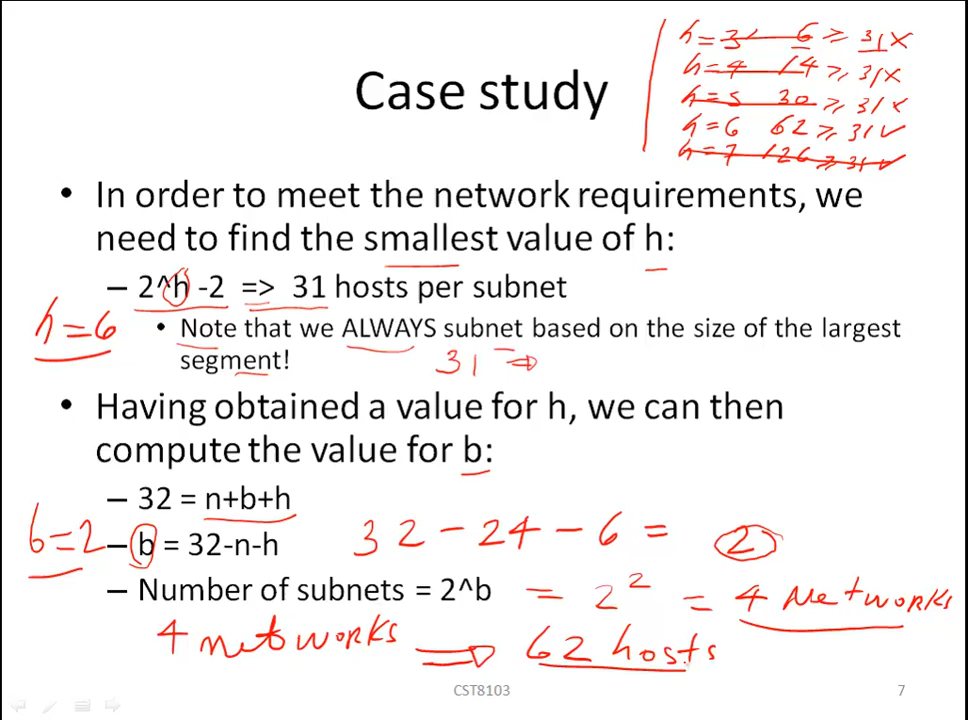 h=3 6 ≥ 31 ×
h=4 14 ≥ 31 ×
h=5 30 ≥ 31 ×
h=6 62 ≥ 31 ✓
h=7 126 ≥ 31 ✓
Case study
• In order to meet the network requirements, we
need to find the smallest value of h:
– 2^h -2 => 31 hosts per subnet
h=6
• Note that we ALWAYS subnet based on the size of the largest
segment! 31 ⇒
• Having obtained a value for h, we can then
compute the value for b:
– 32 = n+b+h
b=2 – b = 32-n-h 32 - 24 - 6 = 2
– Number of subnets = 2^b = 2² = 4 Networks
4 networks ⇒ 62 hosts
CST8103 7